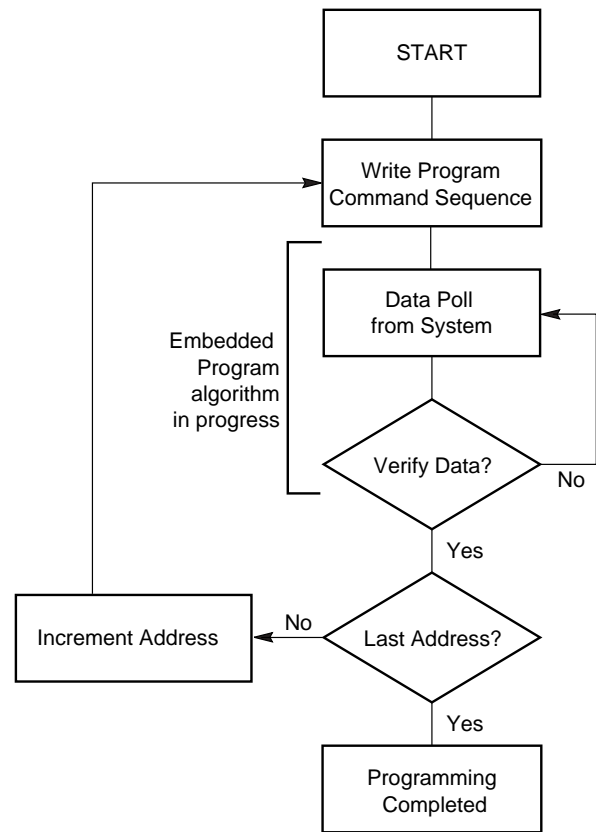 START
Write Program
Command Sequence
Data Poll
from System
Embedded
Program
algorithm
in progress
Verify Data?
No
Yes
Increment Address
No
Last Address?
Yes
Programming
Completed